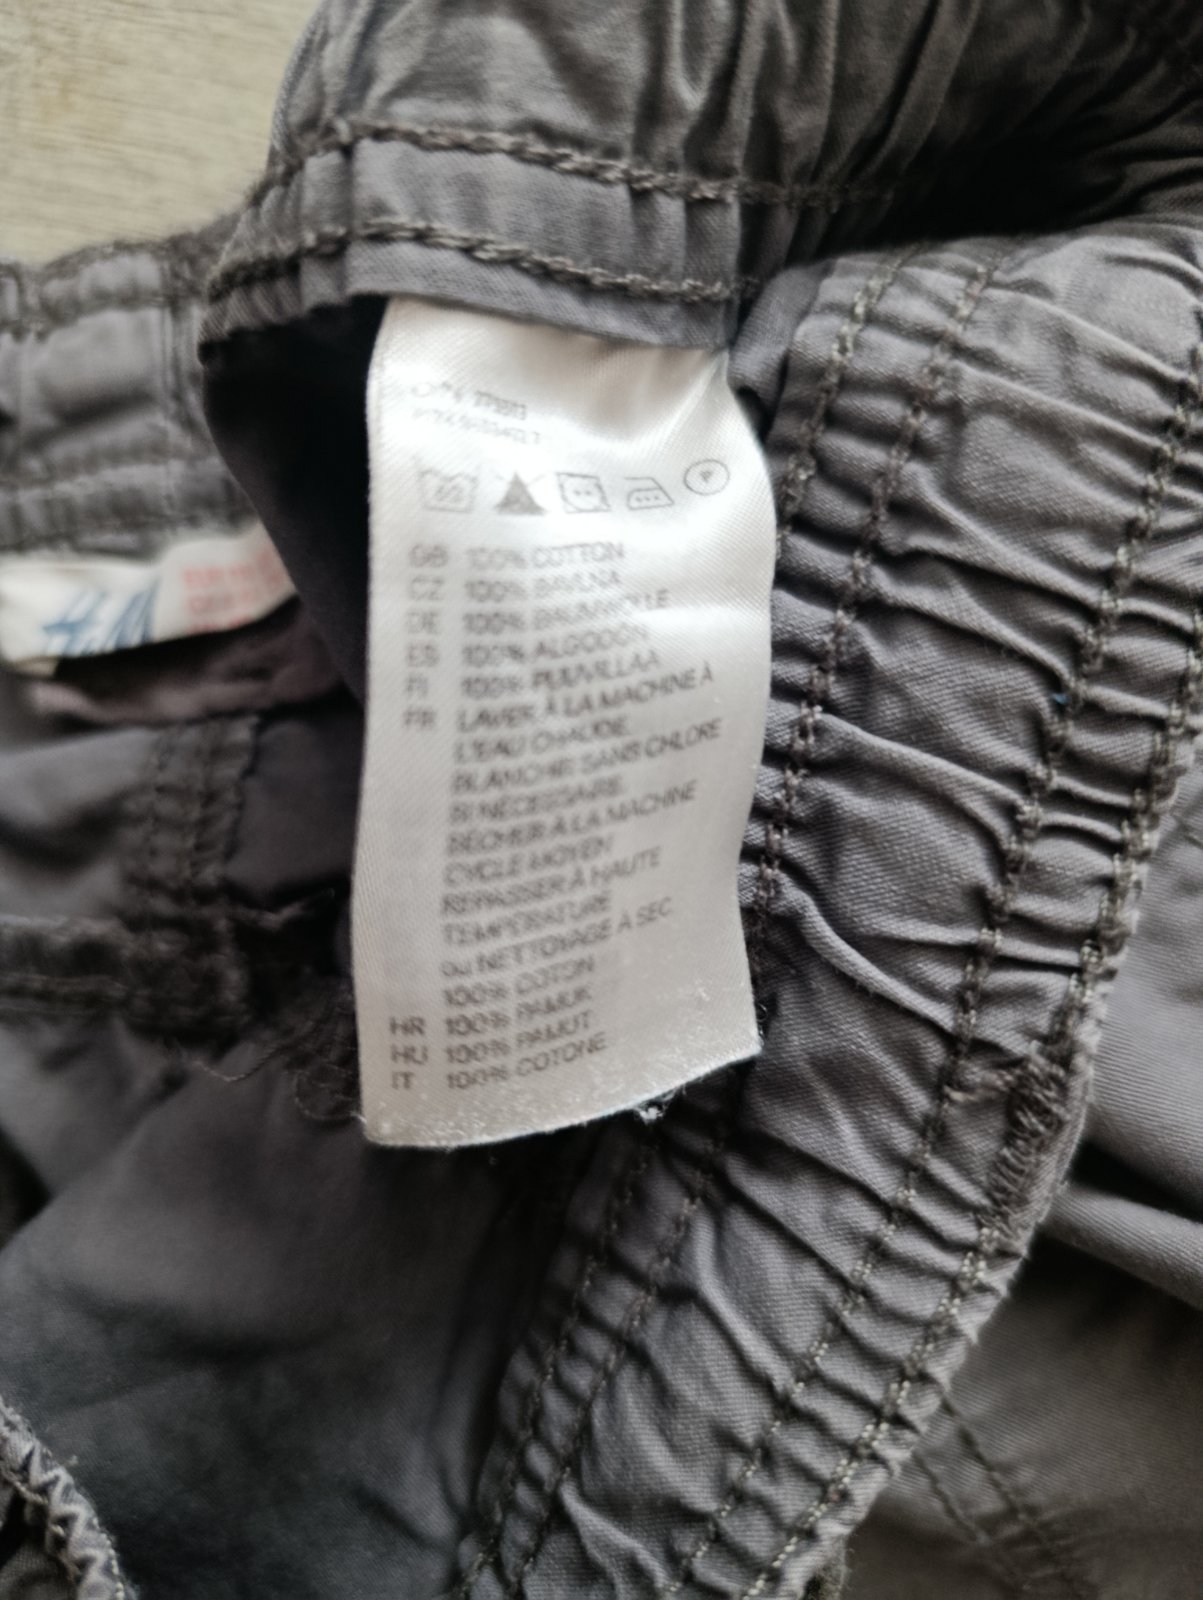 GB 100% COTTON
CZ 100% BAVLNA
DE 100% BAUMWOLLE
ES 100% ALGODON
FI 100% PUUVILLAA
FR LAVER À LA MACHINE À
L'EAU CHAUDE.
BLANCHIR SANS CHLORE
SI NÉCESSAIRE.
SÉCHER À LA MACHINE
CYCLE MOYEN
REPASSER À HAUTE
TEMPÉRATURE
ou NETTOYAGE À SEC.
100% COTON
HR 100% PAMUK
HU 100% PAMUT
IT 100% COTONE
H&M